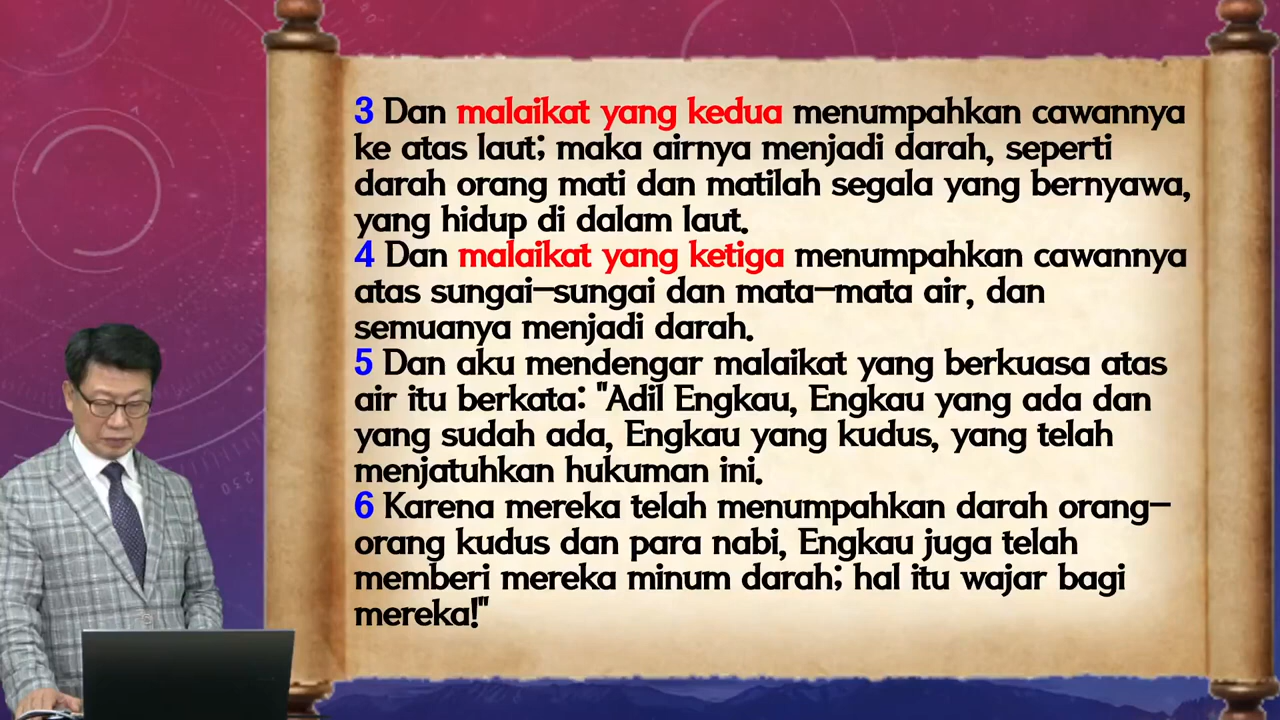 3 Dan malaikat yang kedua menumpahkan cawannya
ke atas laut; maka airnya menjadi darah, seperti
darah orang mati dan matilah segala yang bernyawa,
yang hidup di dalam laut.
4 Dan malaikat yang ketiga menumpahkan cawannya
atas sungai-sungai dan mata-mata air, dan
semuanya menjadi darah.
5 Dan aku mendengar malaikat yang berkuasa atas
air itu berkata: "Adil Engkau, Engkau yang ada dan
yang sudah ada, Engkau yang kudus, yang telah
menjatuhkan hukuman ini.
6 Karena mereka telah menumpahkan darah orang-
orang kudus dan para nabi, Engkau juga telah
memberi mereka minum darah; hal itu wajar bagi
mereka!"